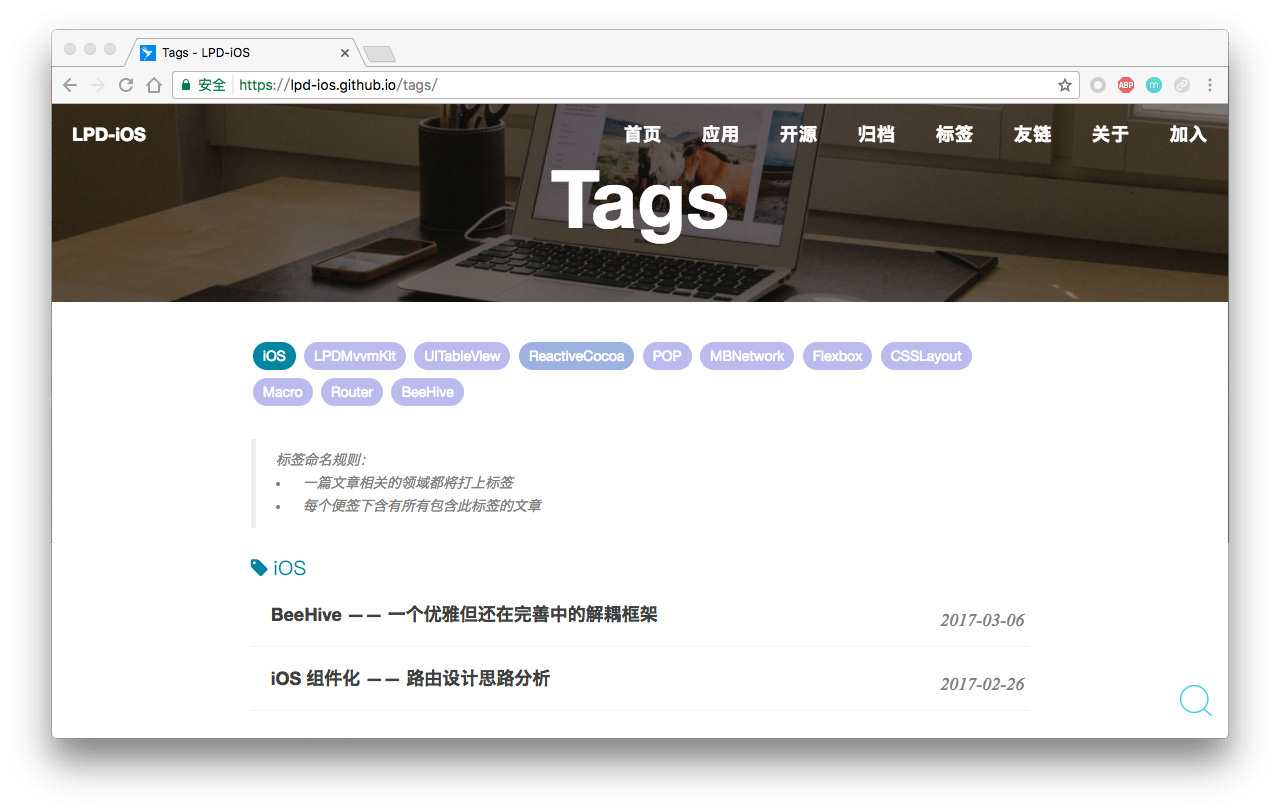 Tags - LPD-iOS
安全 https://lpd-ios.github.io/tags/
ABP m
LPD-iOS 首页 应用 开源 归档 标签 友链 关于 加入
Tags
iOS LPDMvvmKit UITableView ReactiveCocoa POP MBNetwork Flexbox CSSLayout
Macro Router BeeHive
标签命名规则：
• 一篇文章相关的领域都将打上标签
• 每个便签下含有所有包含此标签的文章
iOS
BeeHive —— 一个优雅但还在完善中的解耦框架 2017-03-06
iOS 组件化 —— 路由设计思路分析 2017-02-26